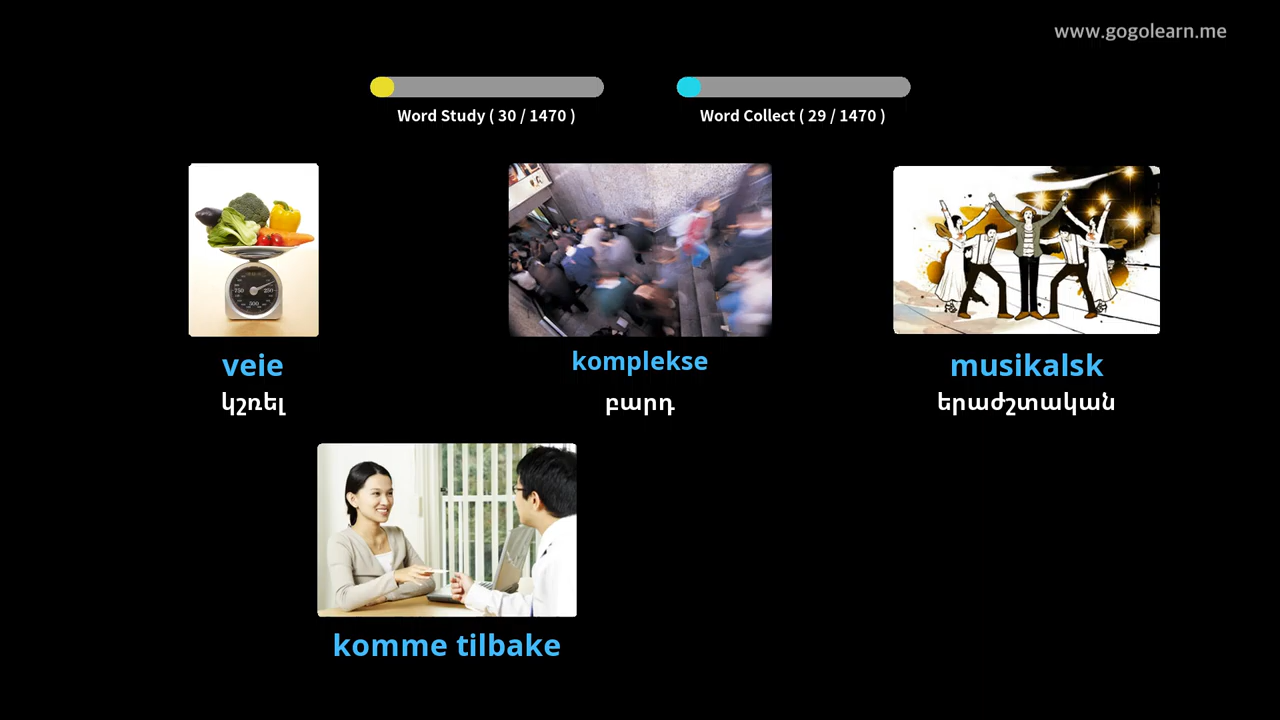 www.gogolearn.me
Word Study ( 30 / 1470 )
Word Collect ( 29 / 1470 )
veie
կշռել
komplekse
բարդ
musikalsk
երաժշտական
komme tilbake